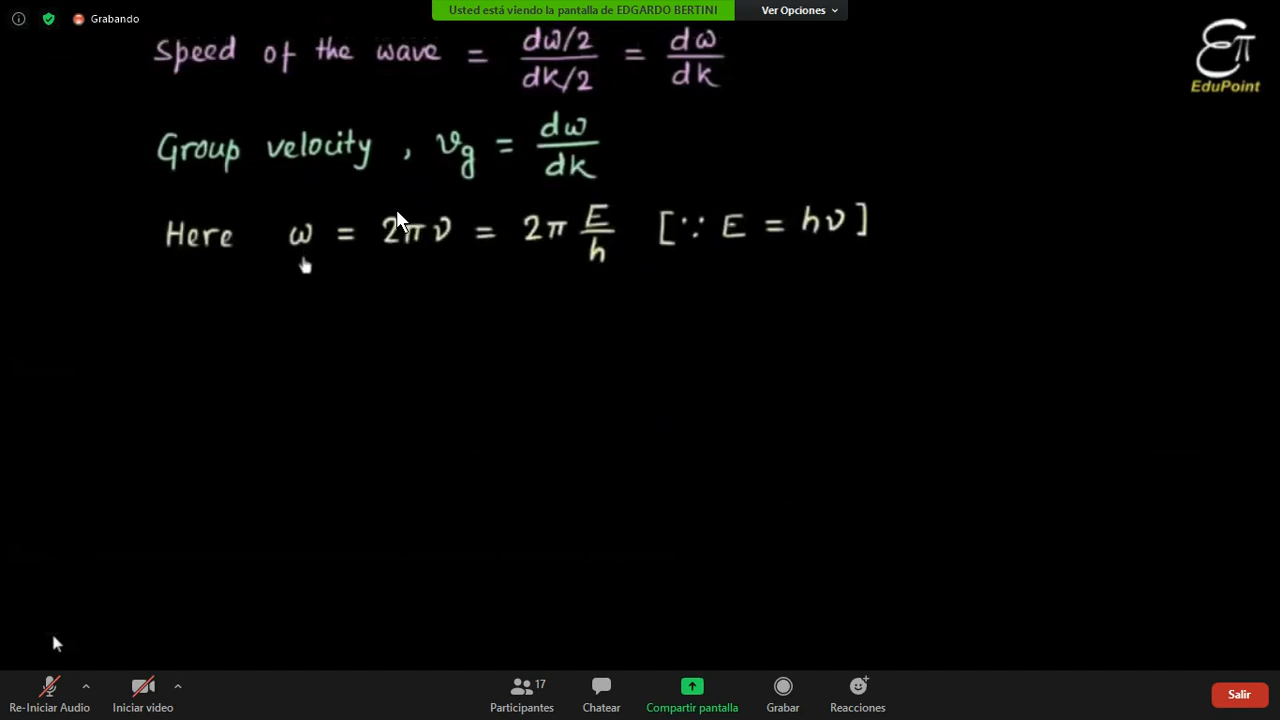 Grabando
Usted está viendo la pantalla de EDGARDO BERTINI
Ver Opciones
Speed of the wave = dω/2 / dk/2 = dω / dk
επ
EduPoint
Group velocity , vg = dω / dk
Here ω = 2πν = 2π E / h [∵ E = hν]
Re-Iniciar Audio
Iniciar video
17
Participantes
Chatear
Compartir pantalla
Grabar
Reacciones
Salir